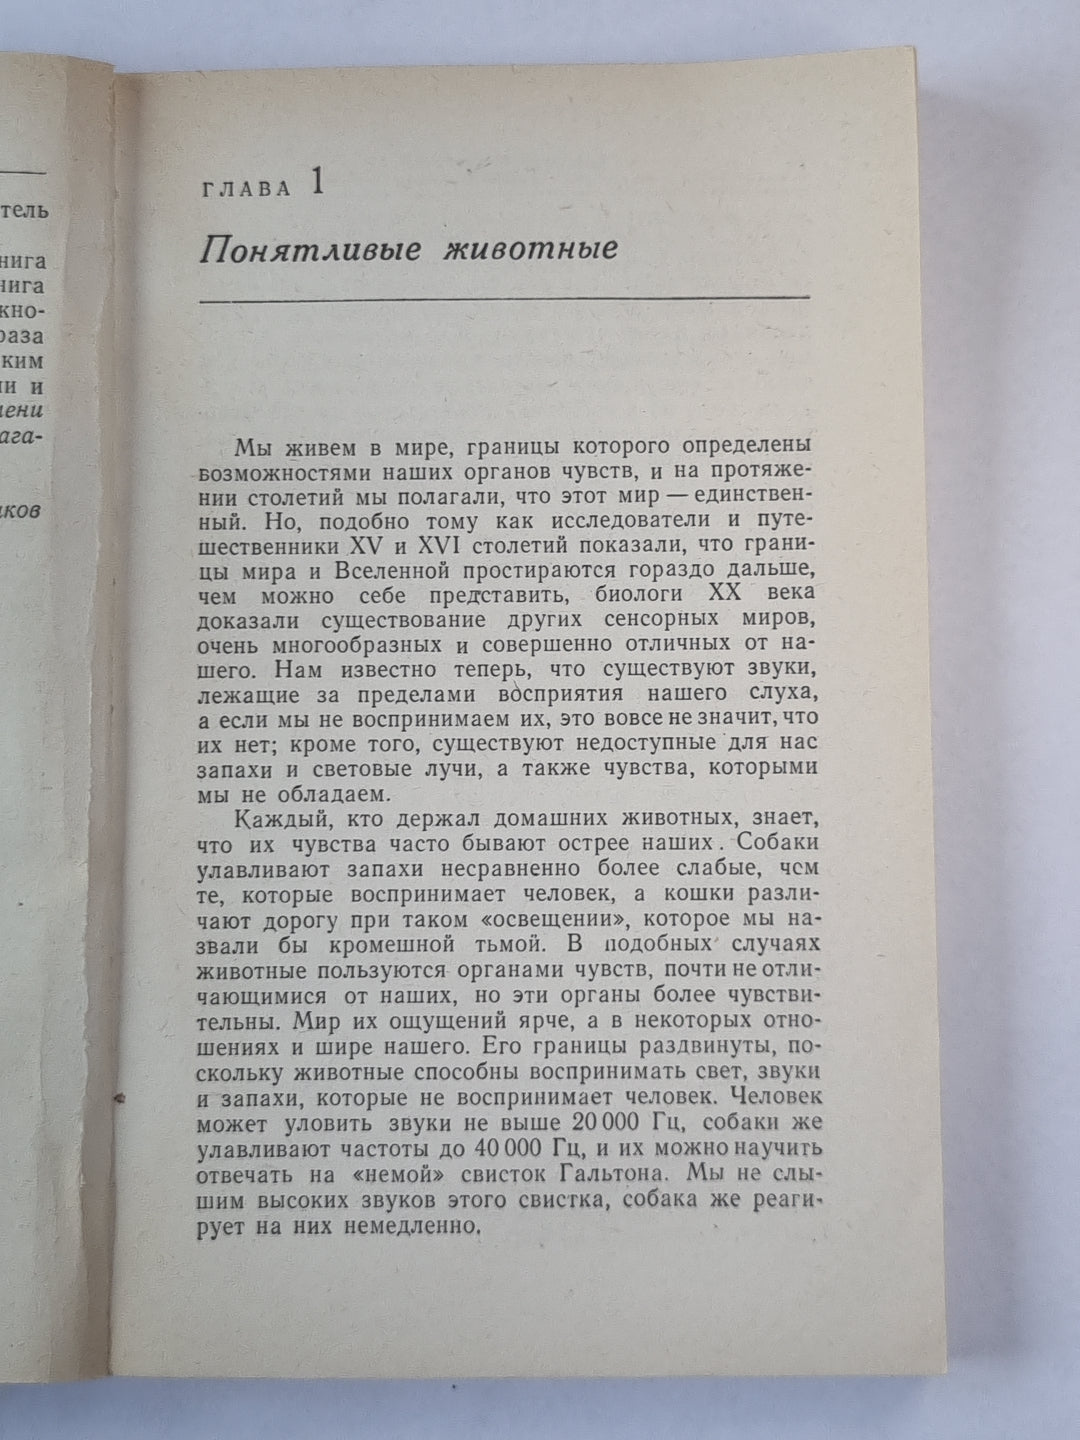 тель
нига
нига
жно-
раза
ким
ии и
мени
ага-
ков
ГЛАВА 1
Понятливые животные
Мы живем в мире, границы которого определены
возможностями наших органов чувств, и на протяже-
нии столетий мы полагали, что этот мир — единствен-
ный. Но, подобно тому как исследователи и путе-
шественники XV и XVI столетий показали, что грани-
цы мира и Вселенной простираются гораздо дальше,
чем можно себе представить, биологи XX века
доказали существование других сенсорных миров,
очень многообразных и совершенно отличных от на-
шего. Нам известно теперь, что существуют звуки,
лежащие за пределами восприятия нашего слуха,
а если мы не воспринимаем их, это вовсе не значит, что
их нет; кроме того, существуют недоступные для нас
запахи и световые лучи, а также чувства, которыми
мы не обладаем.
Каждый, кто держал домашних животных, знает,
что их чувства часто бывают острее наших. Собаки
улавливают запахи несравненно более слабые, чем
те, которые воспринимает человек, а кошки разли-
чают дорогу при таком «освещении», которое мы на-
звали бы кромешной тьмой. В подобных случаях
животные пользуются органами чувств, почти не отли-
чающимися от наших, но эти органы более чувстви-
тельны. Мир их ощущений ярче, а в некоторых отно-
шениях и шире нашего. Его границы раздвинуты, по-
скольку животные способны воспринимать свет, звуки
и запахи, которые не воспринимает человек. Человек
может уловить звуки не выше 20 000 Гц, собаки же
улавливают частоты до 40 000 Гц, и их можно научить
отвечать на «немой» свисток Гальтона. Мы не слы-
шим высоких звуков этого свистка, собака же реаги-
рует на них немедленно.